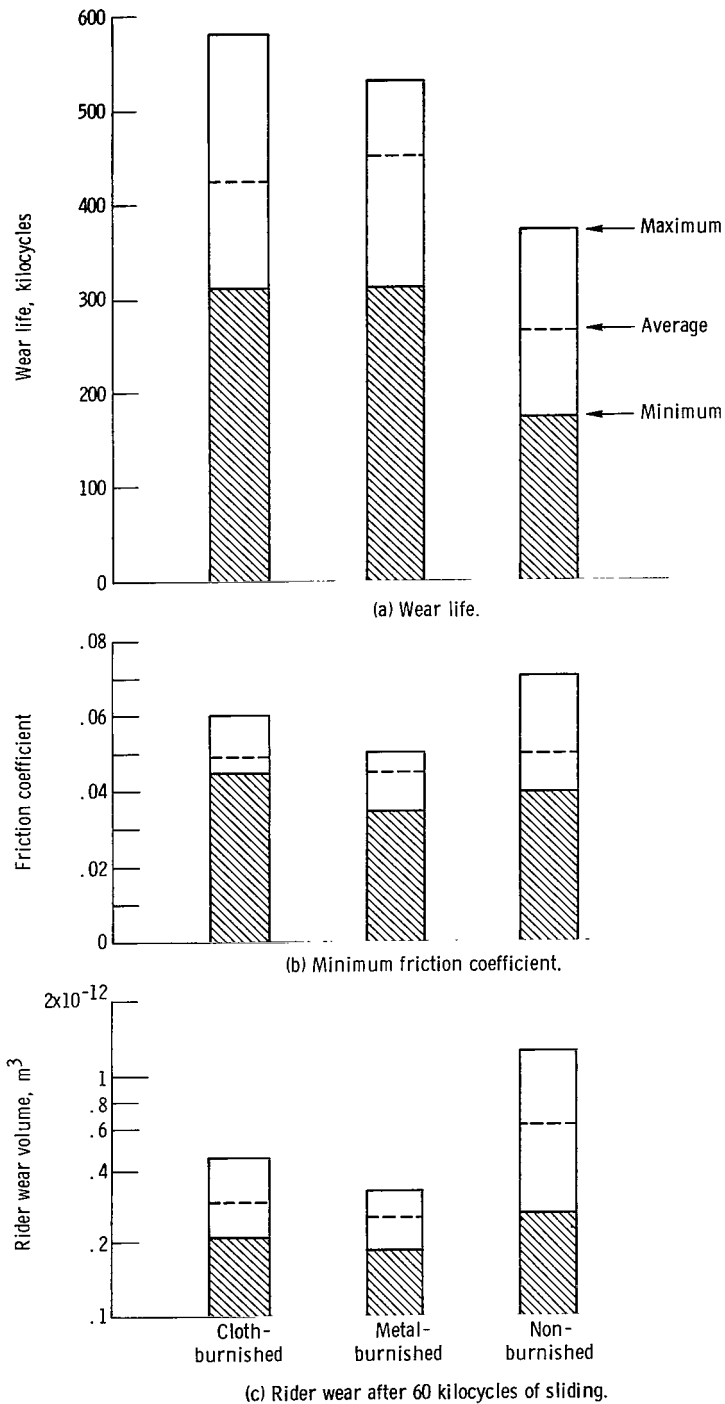 600
500
400
300
200
100
0
Wear life, kilocycles
Maximum
Average
Minimum
(a) Wear life.
.08
.06
.04
.02
0
Friction coefficient
(b) Minimum friction coefficient.
2x10-12
1
.8
.6
.4
.2
.1
Rider wear volume, m3
Cloth-
burnished
Metal-
burnished
Non-
burnished
(c) Rider wear after 60 kilocycles of sliding.